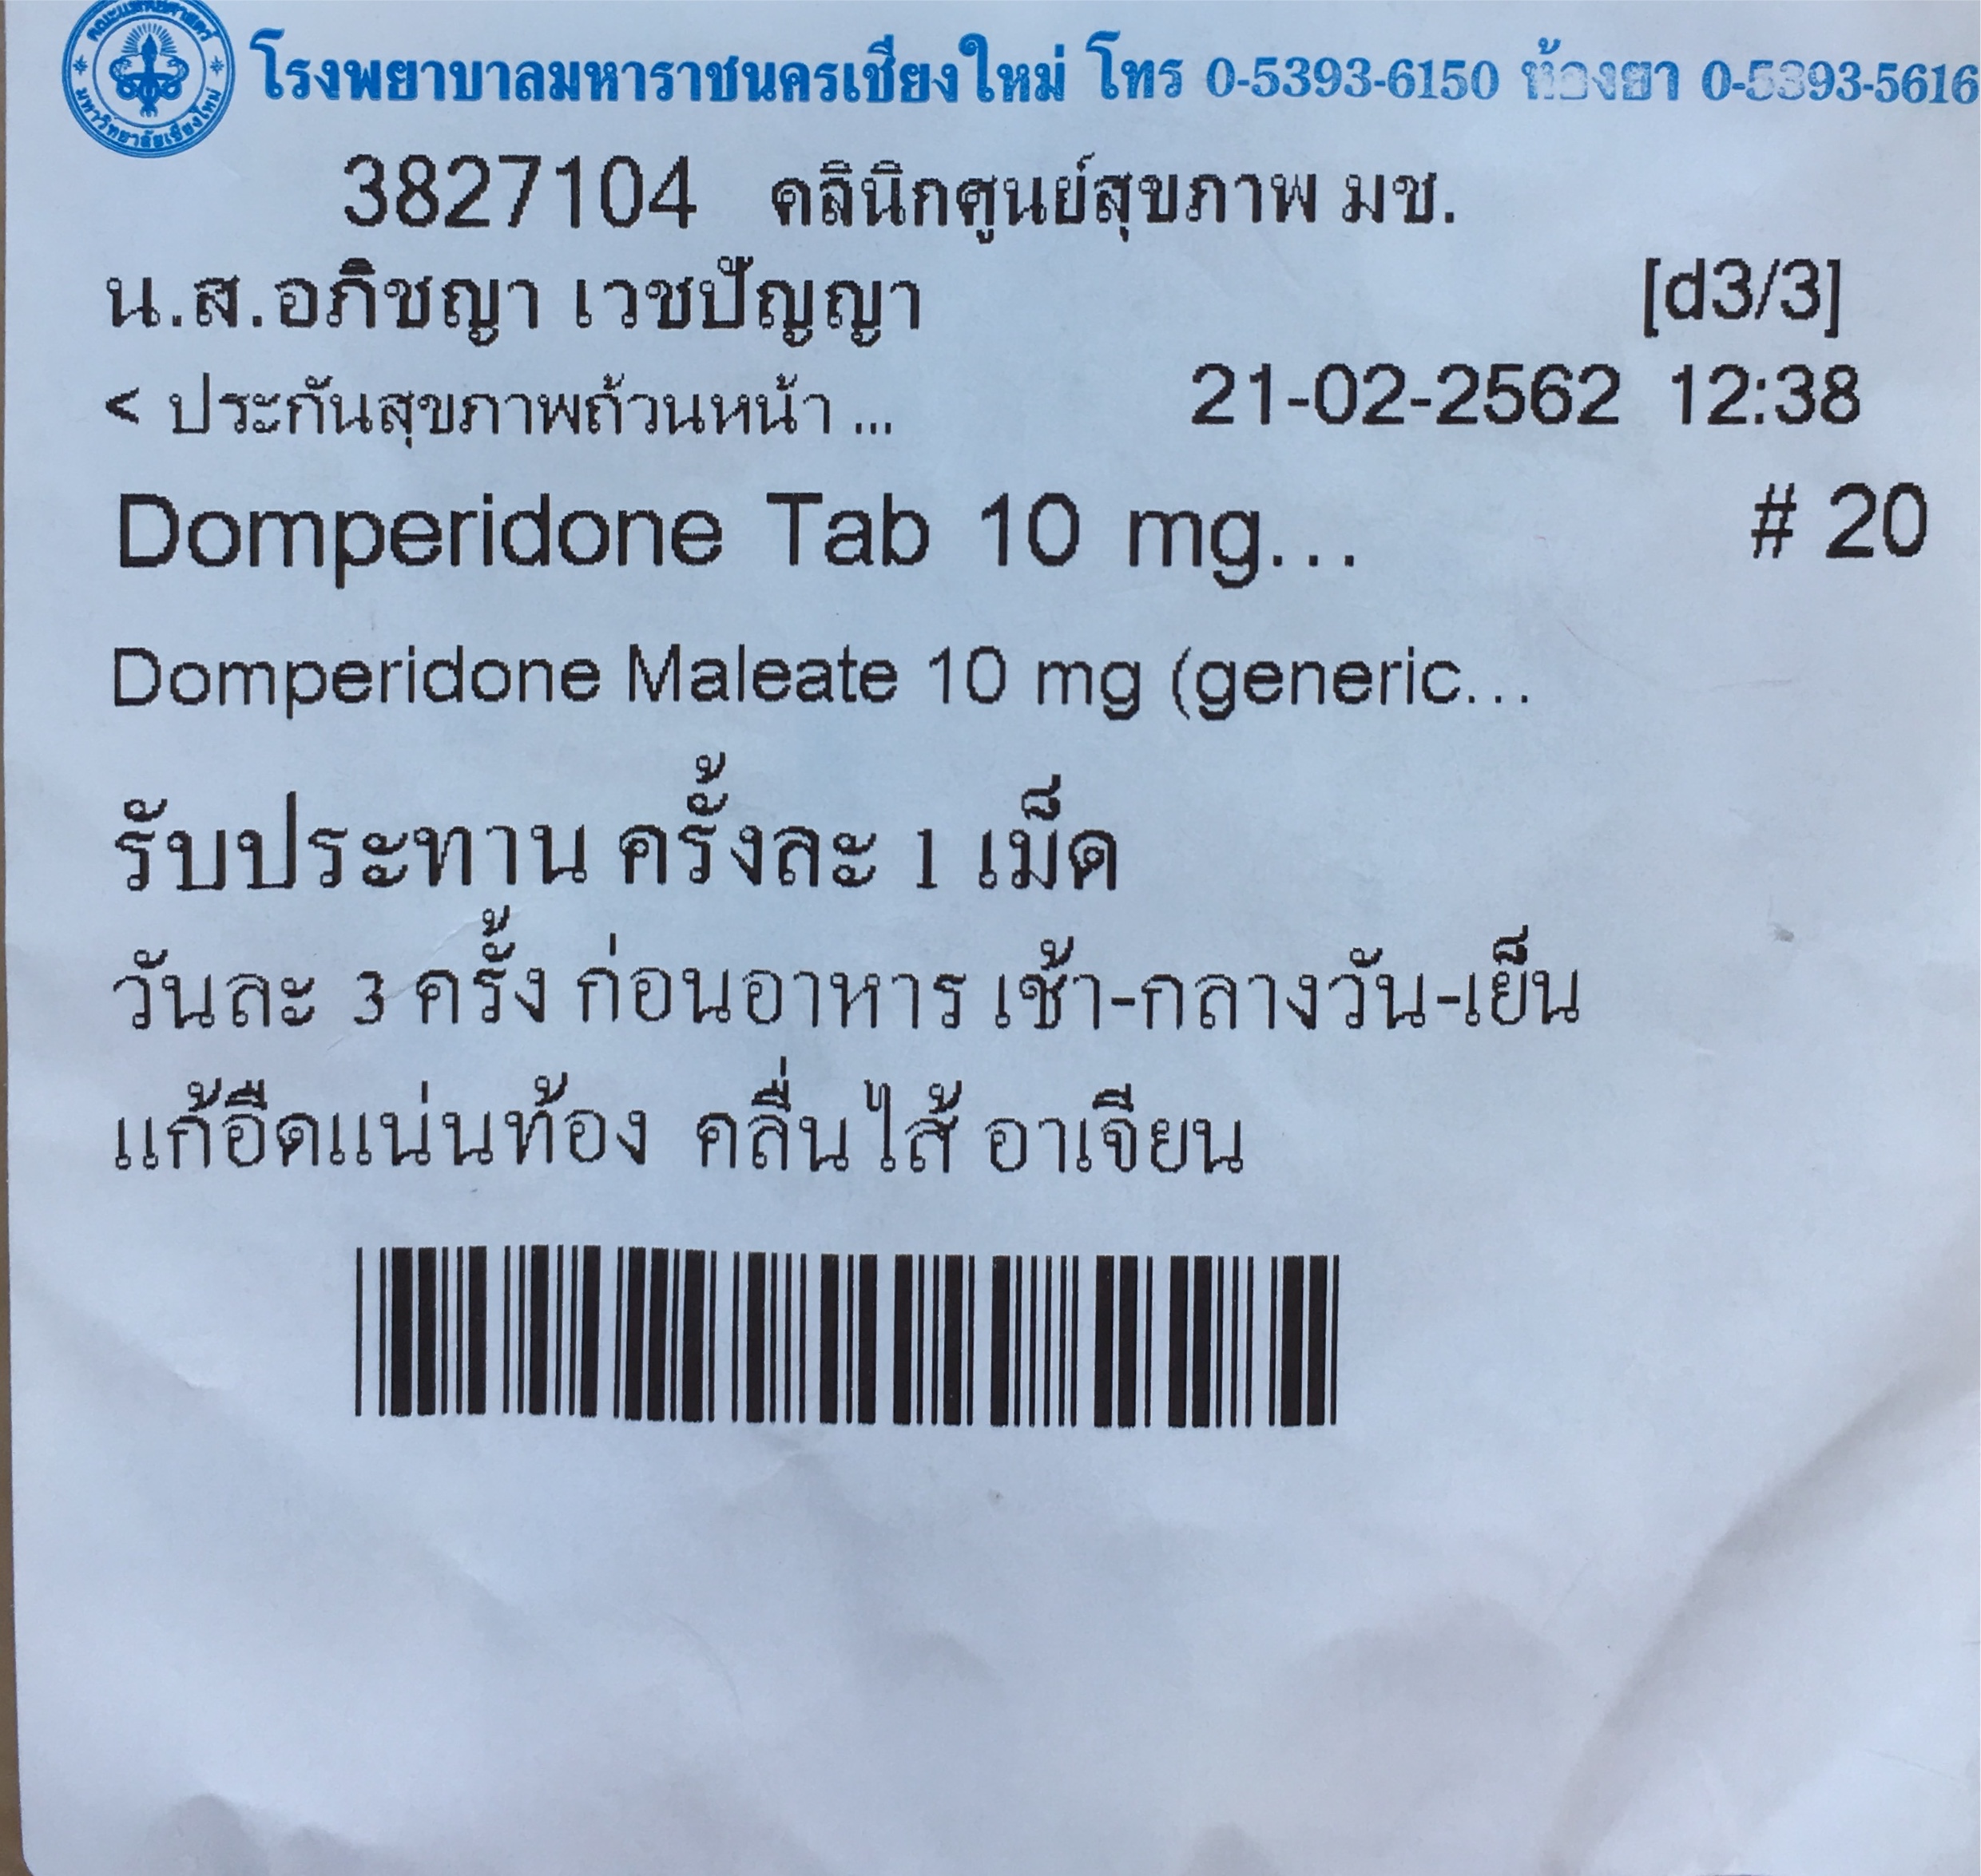 คณะแพทยศาสตร์
มหาวิทยาลัยเชียงใหม่
โรงพยาบาลมหาราชนครเชียงใหม่ โทร 0-5393-6150 ห้องยา 0-5393-5616
3827104 คลินิกศูนย์สุขภาพ มช.
น.ส.อภิชญา เวชปัญญา [d3/3]
< ประกันสุขภาพถ้วนหน้า ... 21-02-2562 12:38
Domperidone Tab 10 mg... # 20
Domperidone Maleate 10 mg (generic...
รับประทาน ครั้งละ 1 เม็ด
วันละ 3 ครั้ง ก่อนอาหาร เช้า-กลางวัน-เย็น
แก้อืดแน่นท้อง คลื่นไส้ อาเจียน